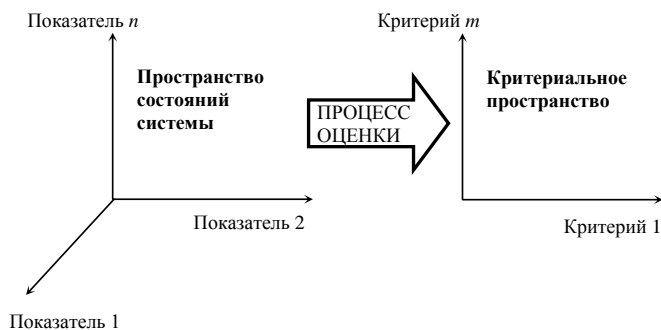 Показатель n
Критерий m
Пространство
состояний
системы
ПРОЦЕСС
ОЦЕНКИ
Критериальное
пространство
Показатель 2
Критерий 1
Показатель 1